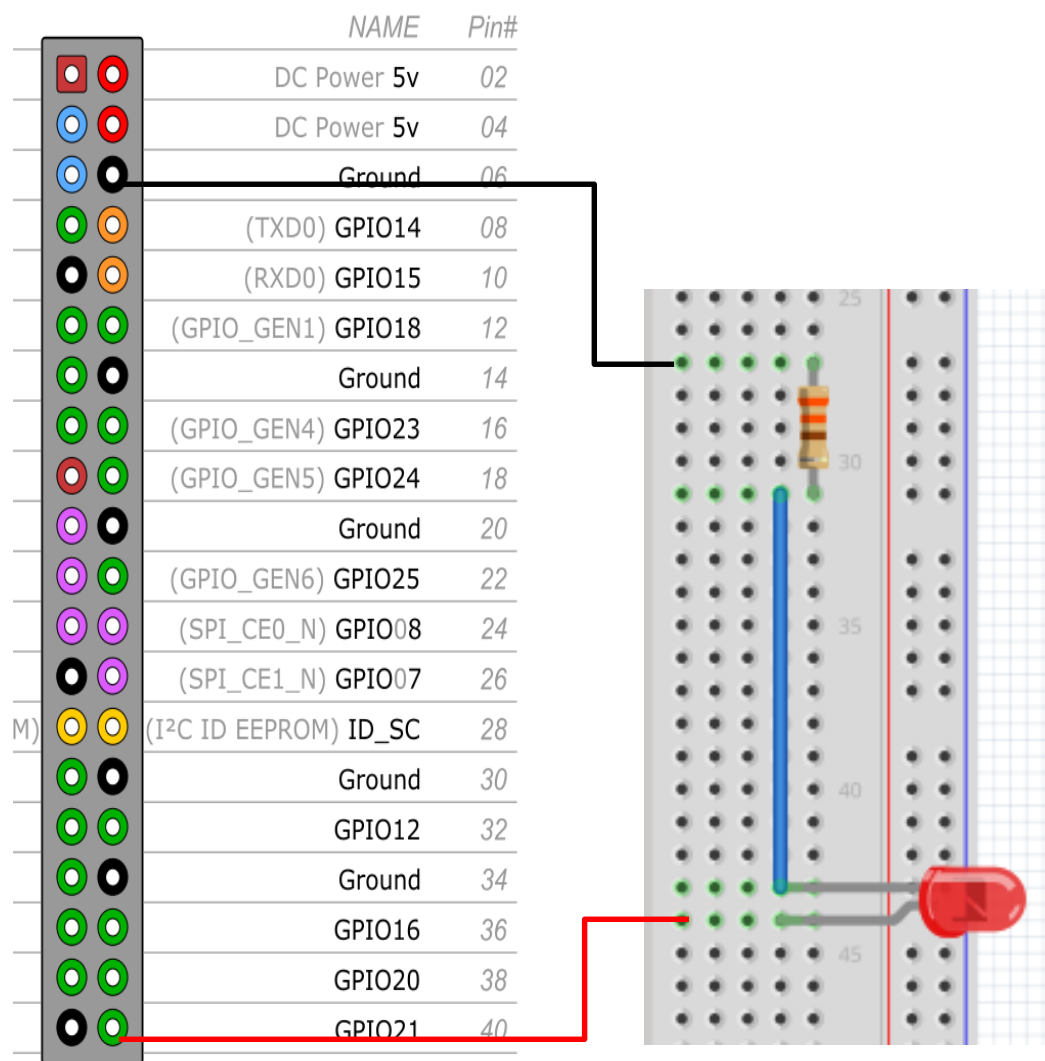 NAME Pin#
DC Power 5v 02
DC Power 5v 04
Ground 06
(TXD0) GPIO14 08
(RXD0) GPIO15 10
(GPIO_GEN1) GPIO18 12
Ground 14
(GPIO_GEN4) GPIO23 16
(GPIO_GEN5) GPIO24 18
Ground 20
(GPIO_GEN6) GPIO25 22
(SPI_CE0_N) GPIO08 24
(SPI_CE1_N) GPIO07 26
M) (I²C ID EEPROM) ID_SC 28
Ground 30
GPIO12 32
Ground 34
GPIO16 36
GPIO20 38
GPIO21 40
25
30
35
40
45